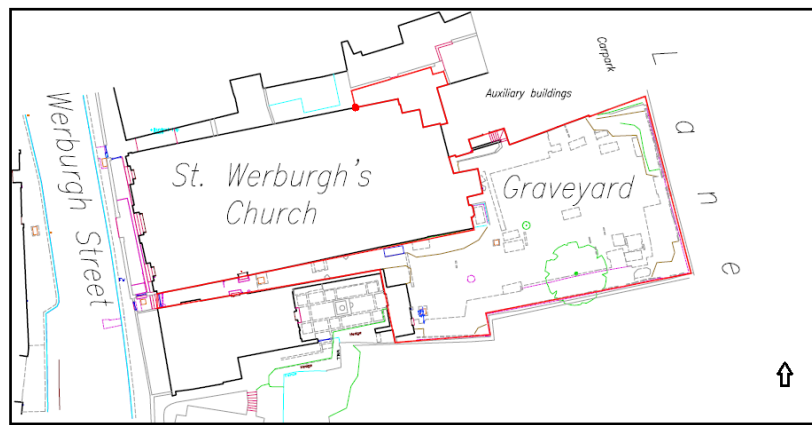 Carpark
Lane
Auxiliary buildings
Werburgh Street
St. Werburgh's
Church
Graveyard